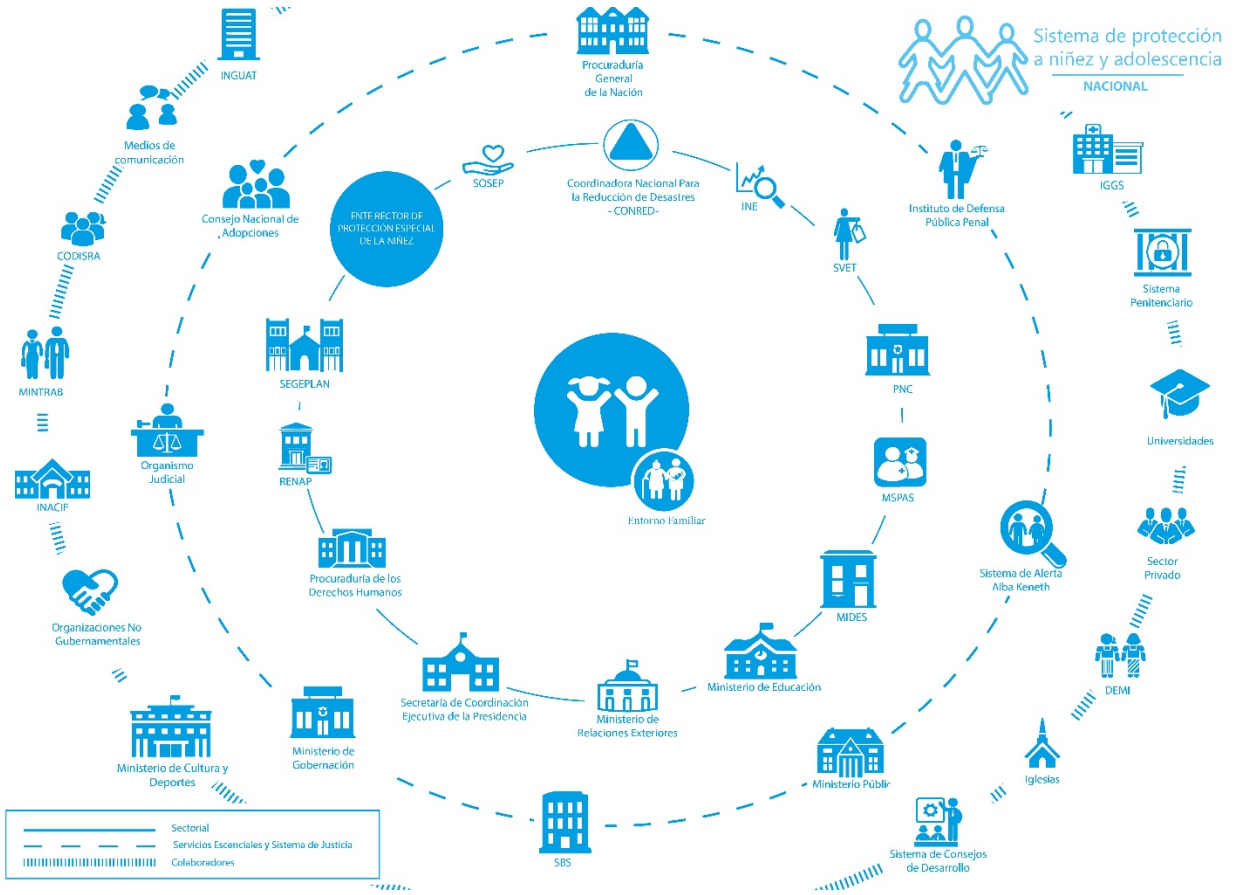 INGUAT
Procuraduría
General
de la Nación
Sistema de protección
a niñez y adolescencia
NACIONAL
Medios de
comunicación
SOSEP
Coordinadora Nacional Para
la Reducción de Desastres
- CONRED-
INE
IGGS
Consejo Nacional de
Adopciones
ENTE RECTOR DE
PROTECCIÓN ESPECIAL
DE LA NIÑEZ
Instituto de Defensa
Pública Penal
CODISRA
SVET
Sistema
Penitenciario
MINTRAB
SEGEPLAN
PNC
Universidades
Organismo
Judicial
RENAP
MSPAS
INACIF
Entorno Famíliar
Procuraduría de los
Derechos Humanos
Sistema de Alerta
Alba Keneth
Sector
Privado
Organizaciones No
Gubernamentales
MIDES
Secretaría de Coordinación
Ejecutiva de la Presidencia
Ministerio de
Relaciones Exteriores
Ministerio de Educación
DEMI
Ministerio de Cultura y
Deportes
Ministerio de
Gobernación
Ministerio Públic
Iglesias
SBS
Sistema de Consejos
de Desarrollo
Sectorial
Servicios Escenciales y Sistema de Justicia
Colaboradores